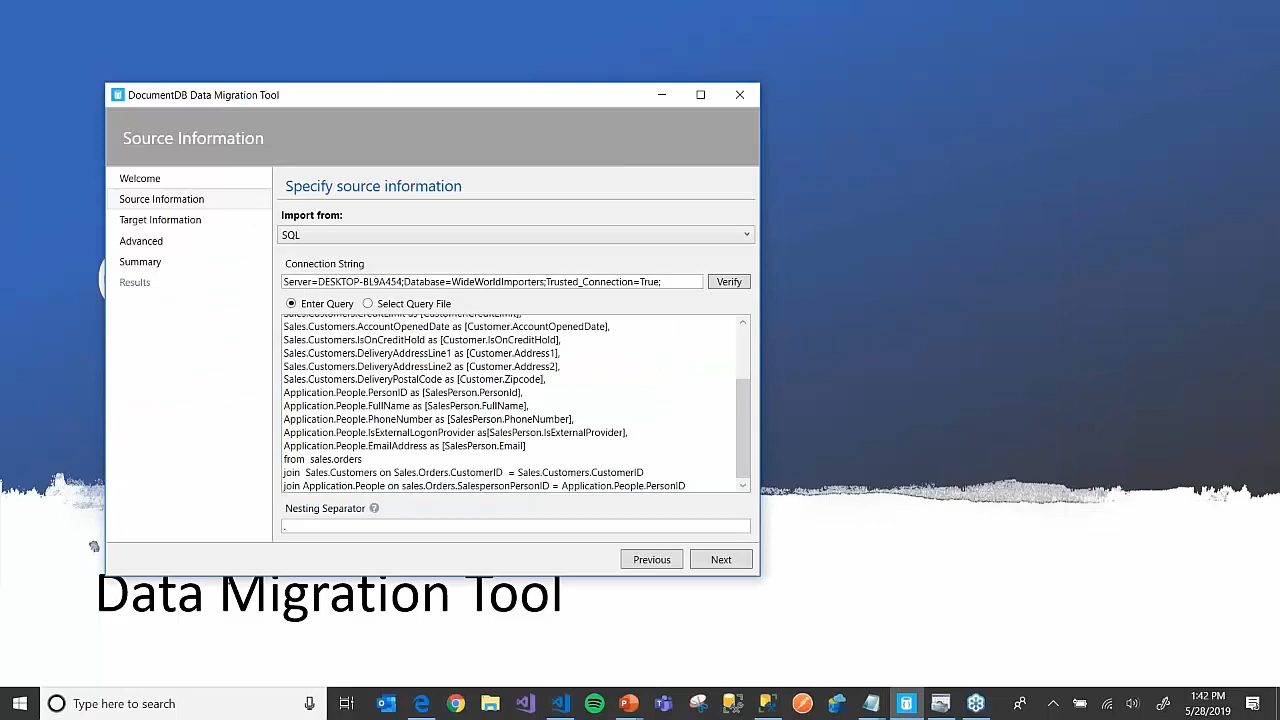 DocumentDB Data Migration Tool
Source Information
Welcome
Source Information
Target Information
Advanced
Summary
Results
Specify source information
Import from:
SQL
Connection String
Server=DESKTOP-BL9A454;Database=WideWorldImporters;Trusted_Connection=True;
Verify
Enter Query
Select Query File
Sales.Customers.CreditLimit as [Customer.CreditLimit],
Sales.Customers.AccountOpenedDate as [Customer.AccountOpenedDate],
Sales.Customers.IsOnCreditHold as [Customer.IsOnCreditHold],
Sales.Customers.DeliveryAddressLine1 as [Customer.Address1],
Sales.Customers.DeliveryAddressLine2 as [Customer.Address2],
Sales.Customers.DeliveryPostalCode as [Customer.Zipcode],
Application.People.PersonID as [SalesPerson.PersonId],
Application.People.FullName as [SalesPerson.FullName],
Application.People.PhoneNumber as [SalesPerson.PhoneNumber],
Application.People.IsExternalLogonProvider as[SalesPerson.IsExternalProvider],
Application.People.EmailAddress as [SalesPerson.Email]
from  sales.orders
join  Sales.Customers on Sales.Orders.CustomerID  = Sales.Customers.CustomerID
join Application.People on sales.Orders.SalespersonPersonID = Application.People.PersonID
Nesting Separator ?
.
Previous
Next
Data Migration Tool
Type here to search
1:42 PM
5/28/2019